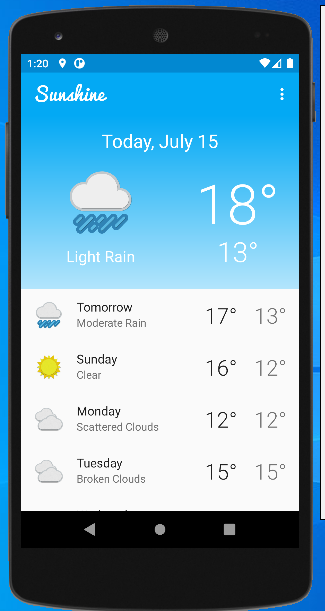 1:20
Sunshine
Today, July 15
18°
Light Rain 13°
Tomorrow
Moderate Rain
17° 13°
Sunday
Clear
16° 12°
Monday
Scattered Clouds
12° 12°
Tuesday
Broken Clouds
15° 15°